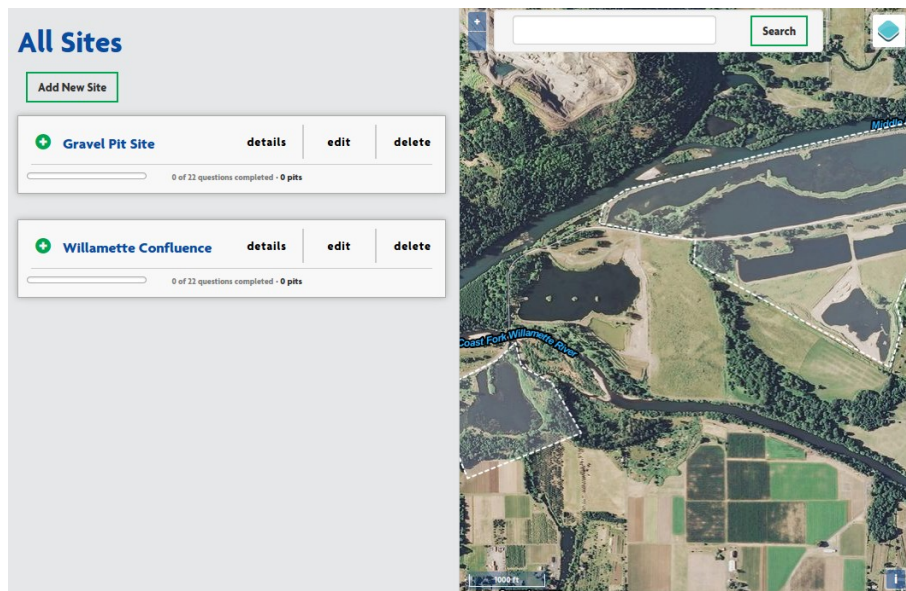 All Sites
Add New Site
Gravel Pit Site
details
edit
delete
0 of 22 questions completed - 0 pits
Willamette Confluence
details
edit
delete
0 of 22 questions completed - 0 pits
+
Search
Middle
Coast Fork Willamette River
1000 ft
i